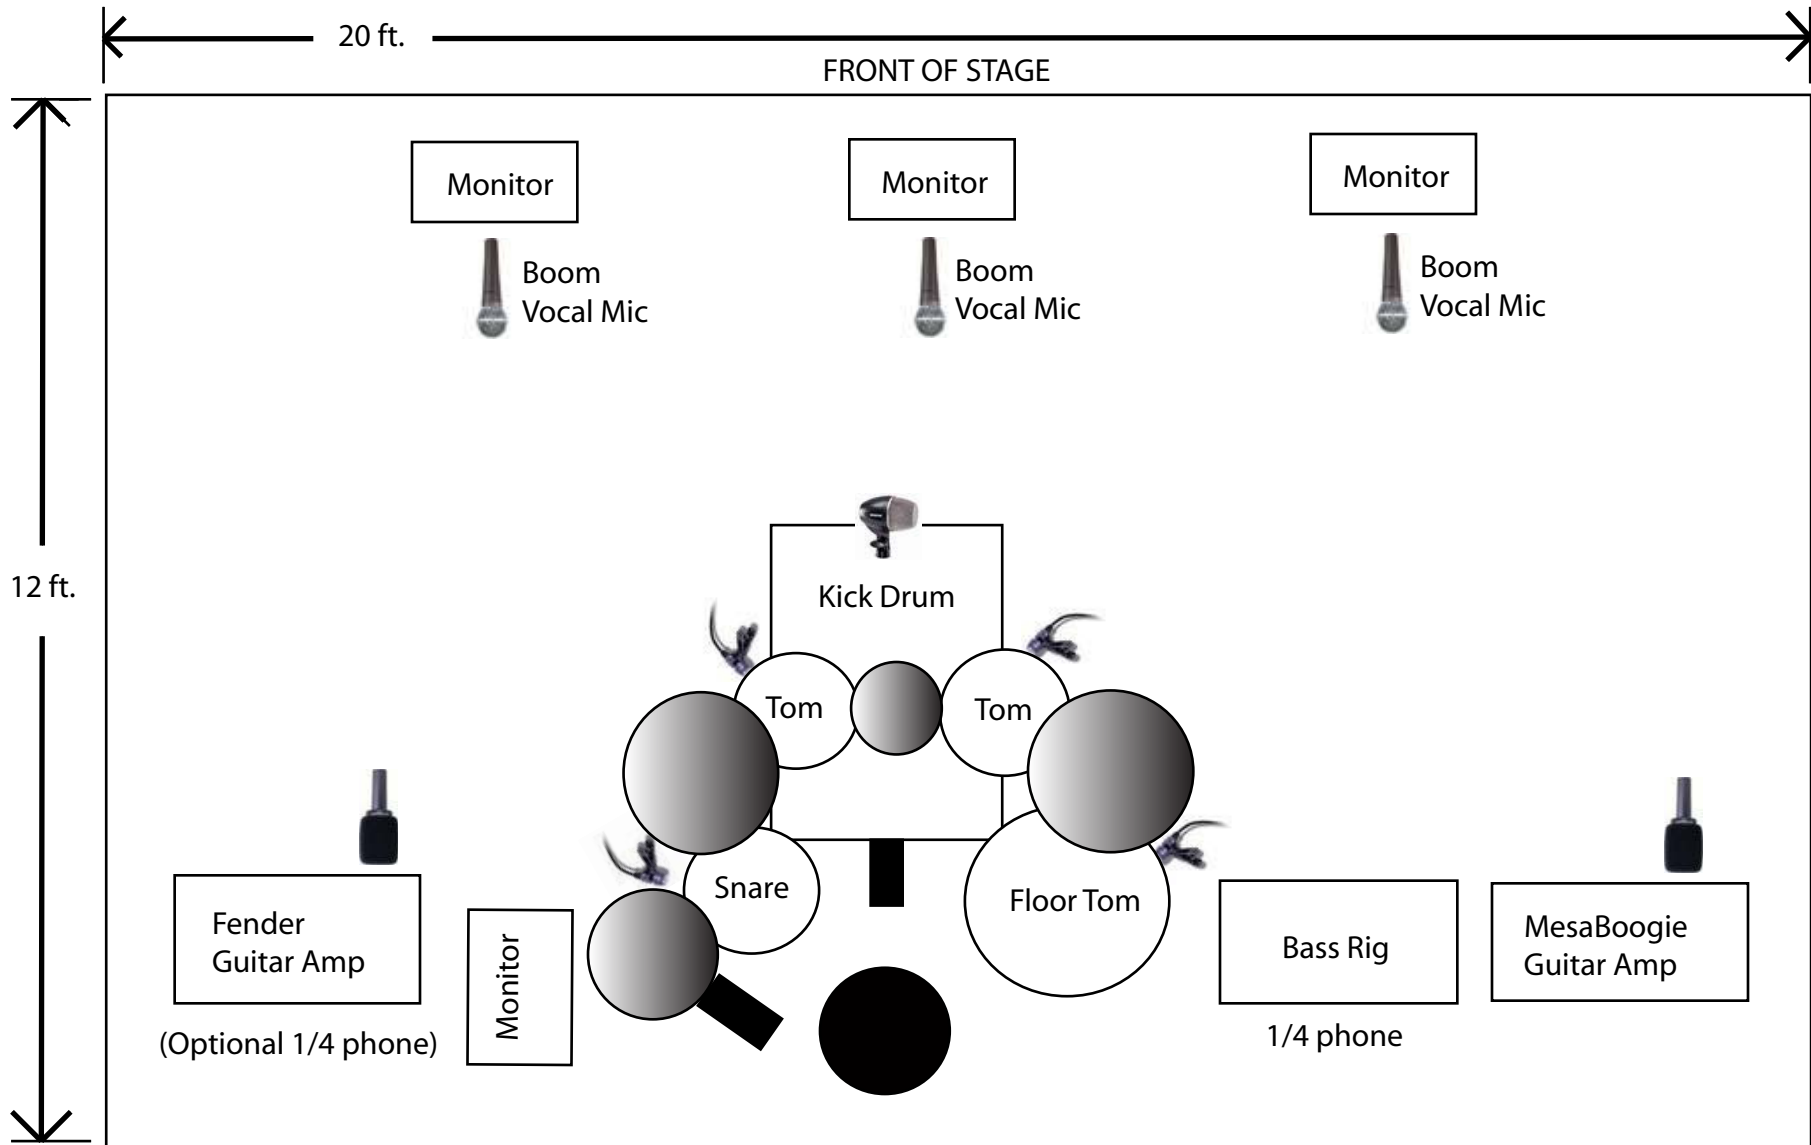 20 ft.
FRONT OF STAGE
Monitor
Monitor
Monitor
Boom
Vocal Mic
Boom
Vocal Mic
Boom
Vocal Mic
12 ft.
Kick Drum
Tom
Tom
Snare
Floor Tom
Fender
Guitar Amp
Monitor
Bass Rig
MesaBoogie
Guitar Amp
(Optional 1/4 phone)
1/4 phone